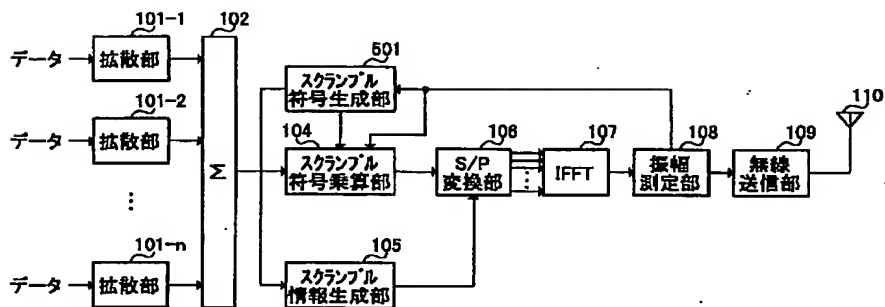 101-1
102
データ
拡散部
501
スクランブル
符号生成部
101-2
データ
拡散部
104
スクランブル
符号乗算部
106
S/P
変換部
107
IFFT
108
振幅
測定部
109
無線
送信部
110
Σ
…
101-n
データ
拡散部
105
スクランブル
情報生成部